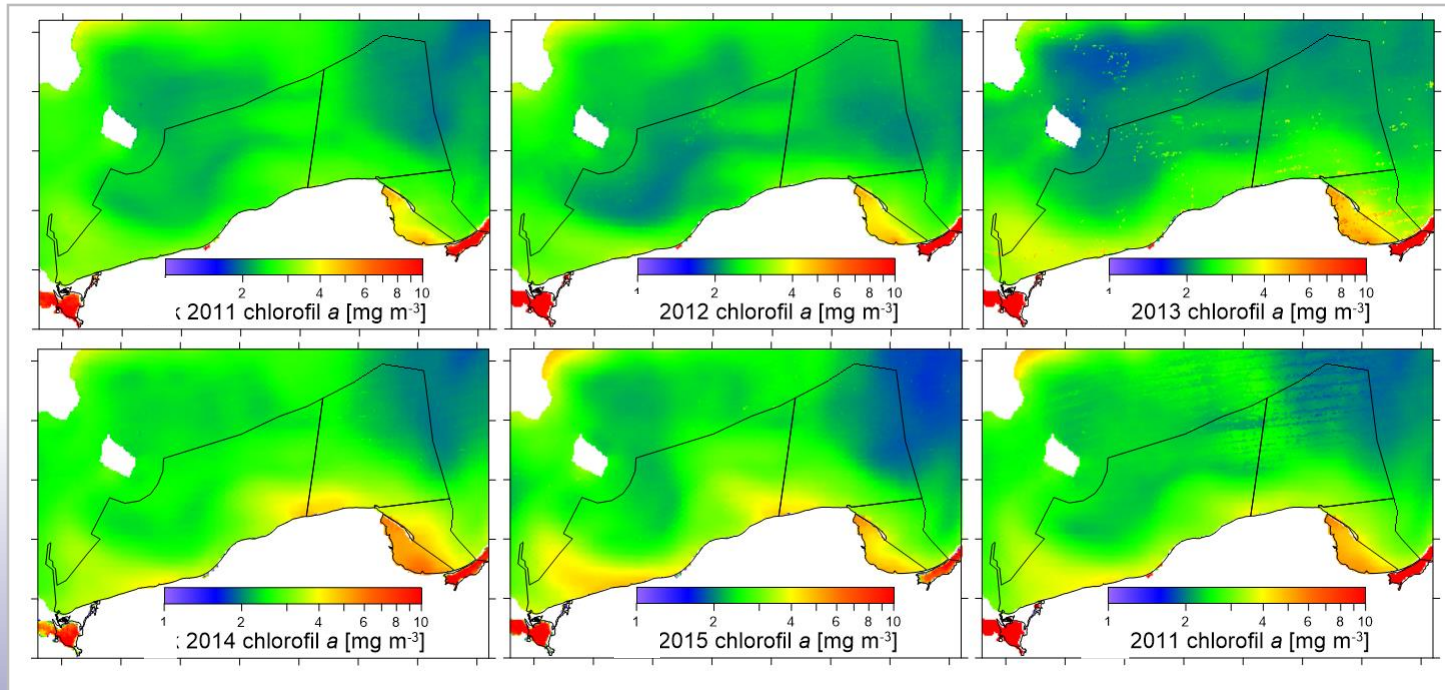 2 4 6 8 10
k 2011 chlorofil a [mg m-3]
1 2 4 6 8 10
2012 chlorofil a [mg m-3]
1 2 4 6 8 10
2013 chlorofil a [mg m-3]
1 2 4 6 8 10
k 2014 chlorofil a [mg m-3]
1 2 4 6 8 10
2015 chlorofil a [mg m-3]
1 2 4 6 8 10
2011 chlorofil a [mg m-3]